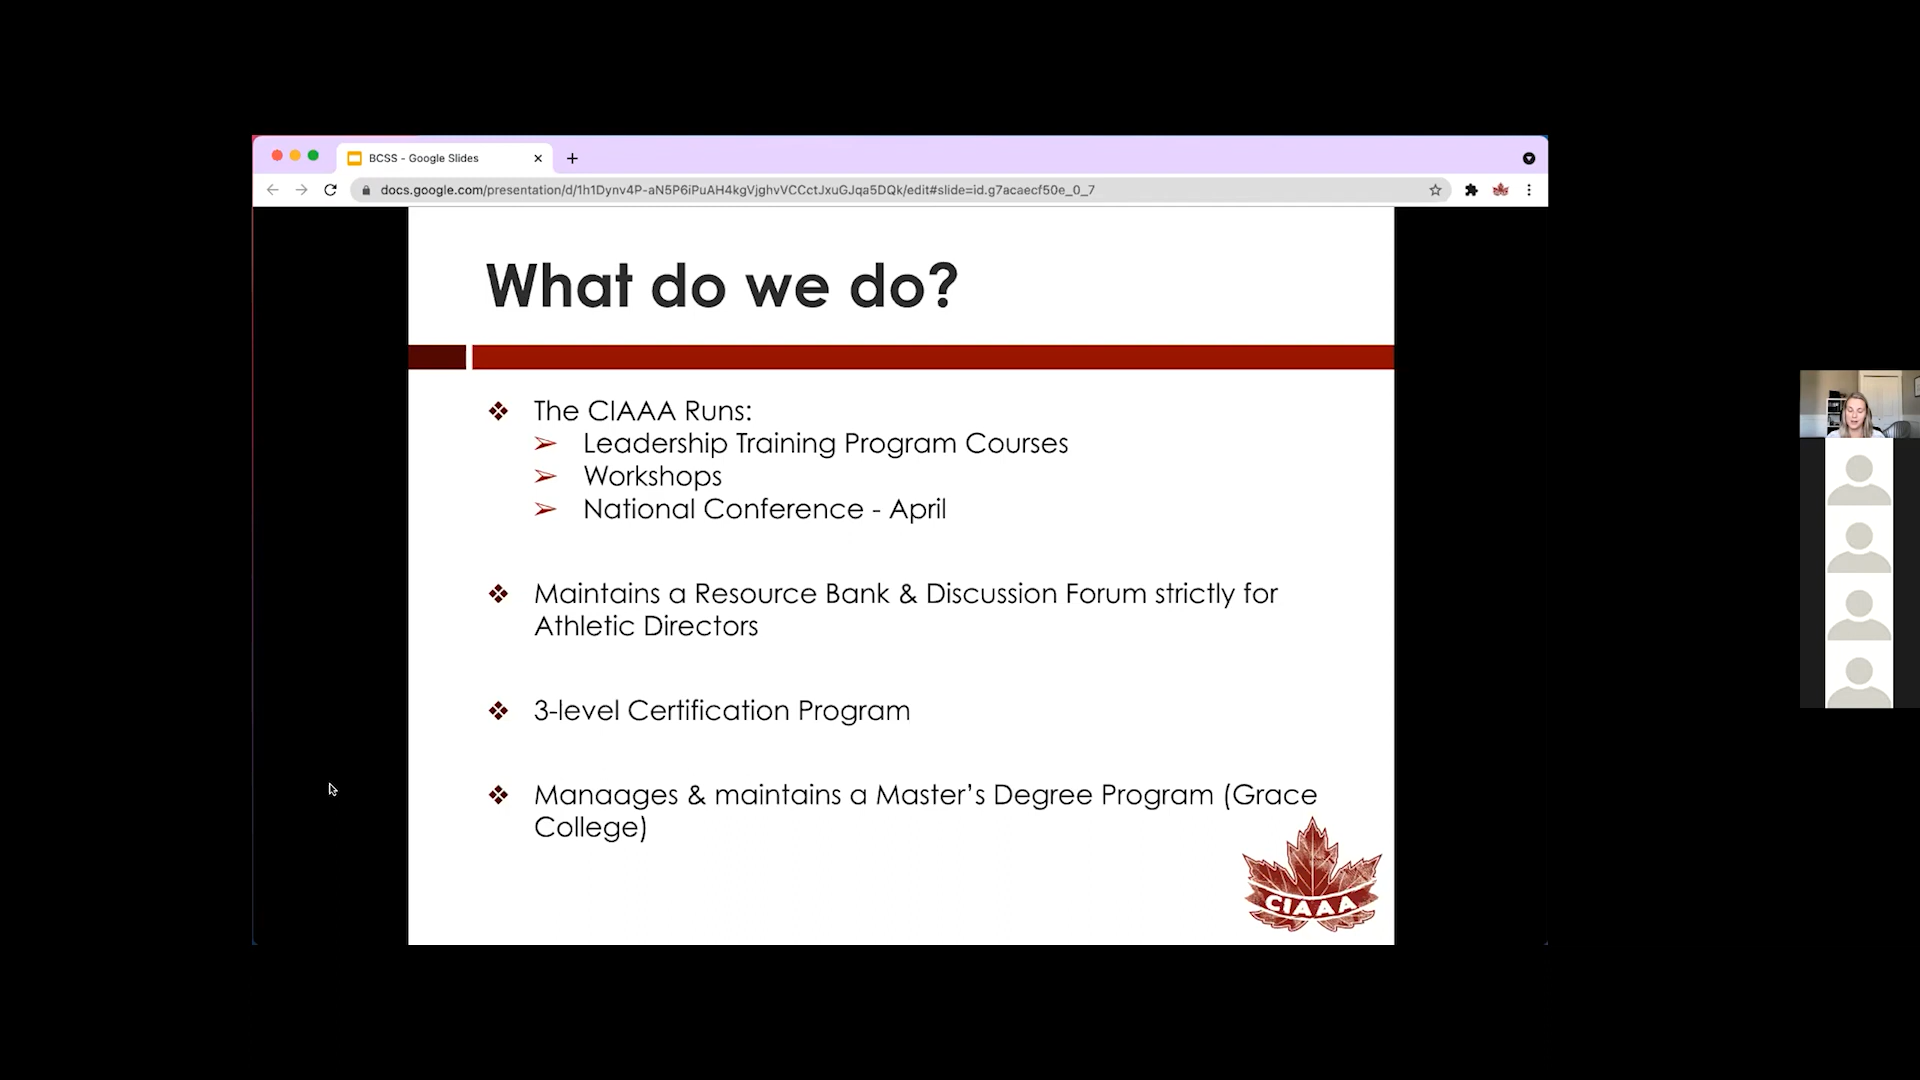 BCSS - Google Slides
docs.google.com/presentation/d/1h1Dynv4P-aN5P6iPuAH4kgVjghvVCCctJxuGJqa5DQk/edit#slide=id.g7acaecf50e_0_7
What do we do?
The CIAAA Runs:
Leadership Training Program Courses
Workshops
National Conference - April
Maintains a Resource Bank & Discussion Forum strictly for
Athletic Directors
3-level Certification Program
Manaages & maintains a Master’s Degree Program (Grace
College)
CIAAA